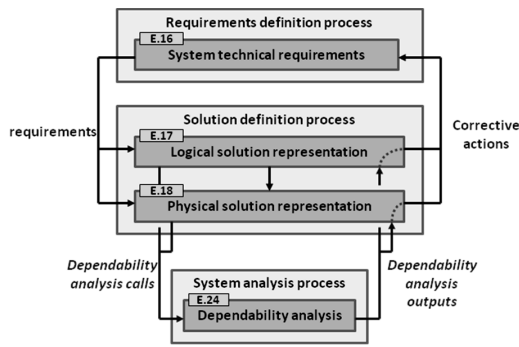 Requirements definition process
E.16
System technical requirements
Solution definition process
requirements
E.17
Logical solution representation
Corrective
actions
E.18
Physical solution representation
Dependability
analysis calls
Dependability
analysis
outputs
System analysis process
E.24
Dependability analysis